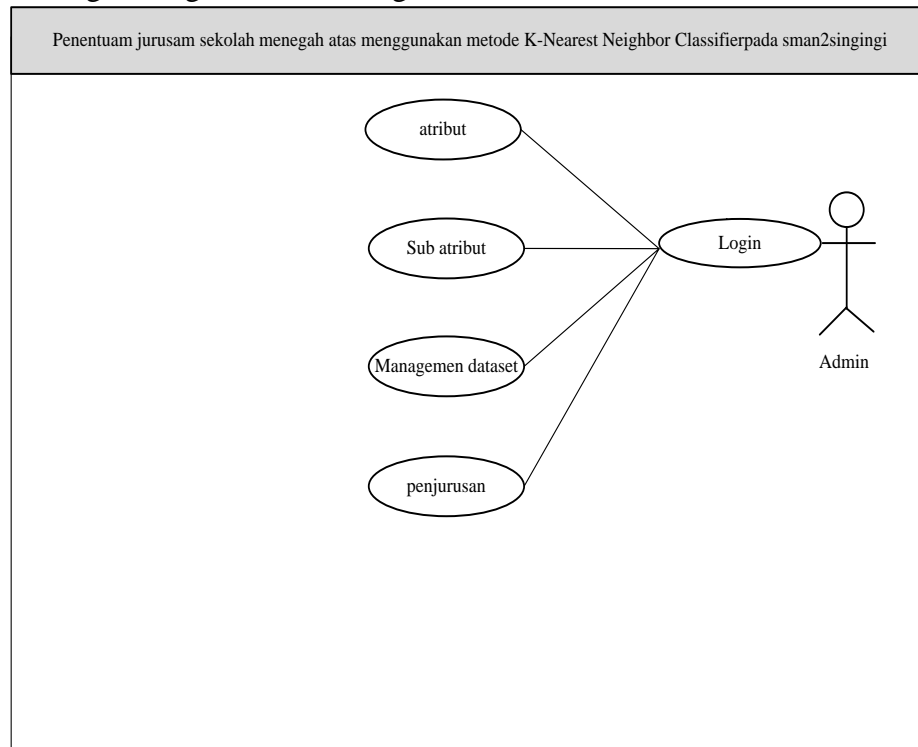 Penentuam jurusam sekolah menegah atas menggunakan metode K-Nearest Neighbor Classifierpada sman2singingi
atribut
Sub atribut
Login
Managemen dataset
Admin
penjurusan